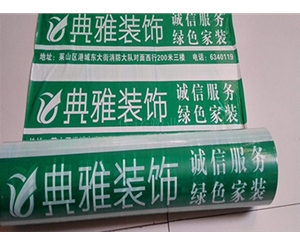 诚信服务
典雅装饰 绿色家装
地址：莱山区港城东大街消防大队对面西行200米三楼 电话：6340119
典雅装饰 诚信服务
绿色家装
典雅装饰 诚信服务
绿色家装